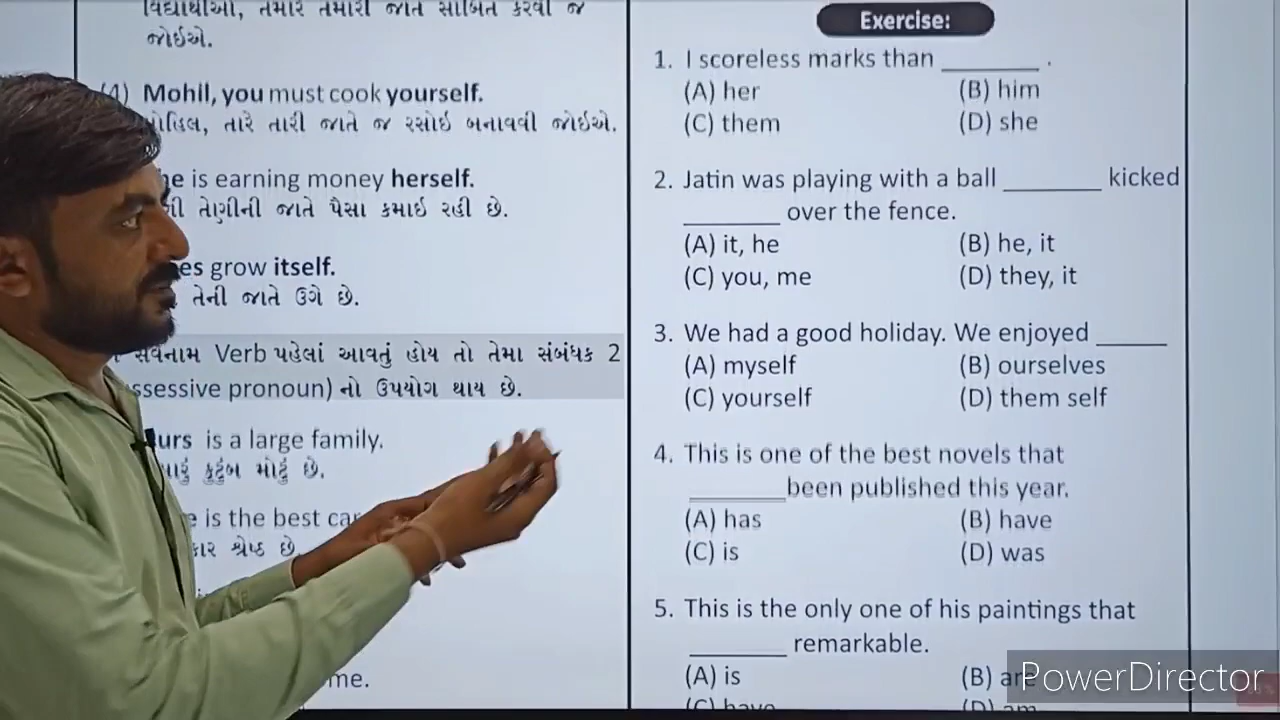 વિદ્યાર્થીઓ, તમારે તમારી જાત સાબિત કરવી જ
જોઇએ.
(4) Mohil, you must cook yourself.
મોહિલ, તારે તારી જાતે જ રસોઇ બનાવવી જોઇએ.
is earning money herself.
તેણીની જાતે પૈસા કમાઇ રહી છે.
grow itself.
તેની જાતે ઉગે છે.
સર્વનામ Verb પહેલાં આવતું હોય તો તેમા સંબંધક 2
ssessive pronoun) નો ઉપયોગ થાય છે.
urs is a large family.
કુટુંબ મોટું છે.
e is the best car
કાર શ્રેષ્ઠ છે.
me.
Exercise:
1. I scoreless marks than ________ .
(A) her (B) him
(C) them (D) she
2. Jatin was playing with a ball ________ kicked
________ over the fence.
(A) it, he (B) he, it
(C) you, me (D) they, it
3. We had a good holiday. We enjoyed ______
(A) myself (B) ourselves
(C) yourself (D) them self
4. This is one of the best novels that
________been published this year.
(A) has (B) have
(C) is (D) was
5. This is the only one of his paintings that
________ remarkable.
(A) is (B) are
(C) have (D) am
PowerDirector